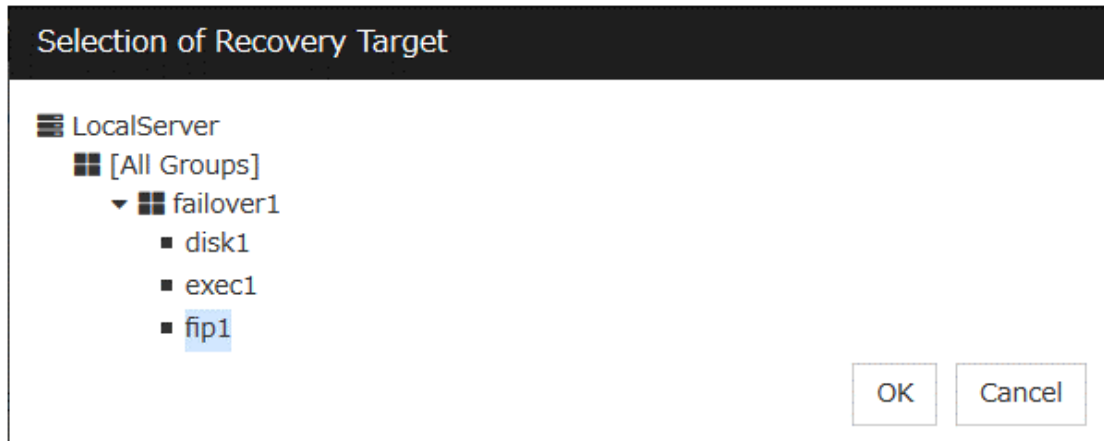 Selection of Recovery Target
LocalServer
[All Groups]
failover1
disk1
exec1
fip1
OK Cancel